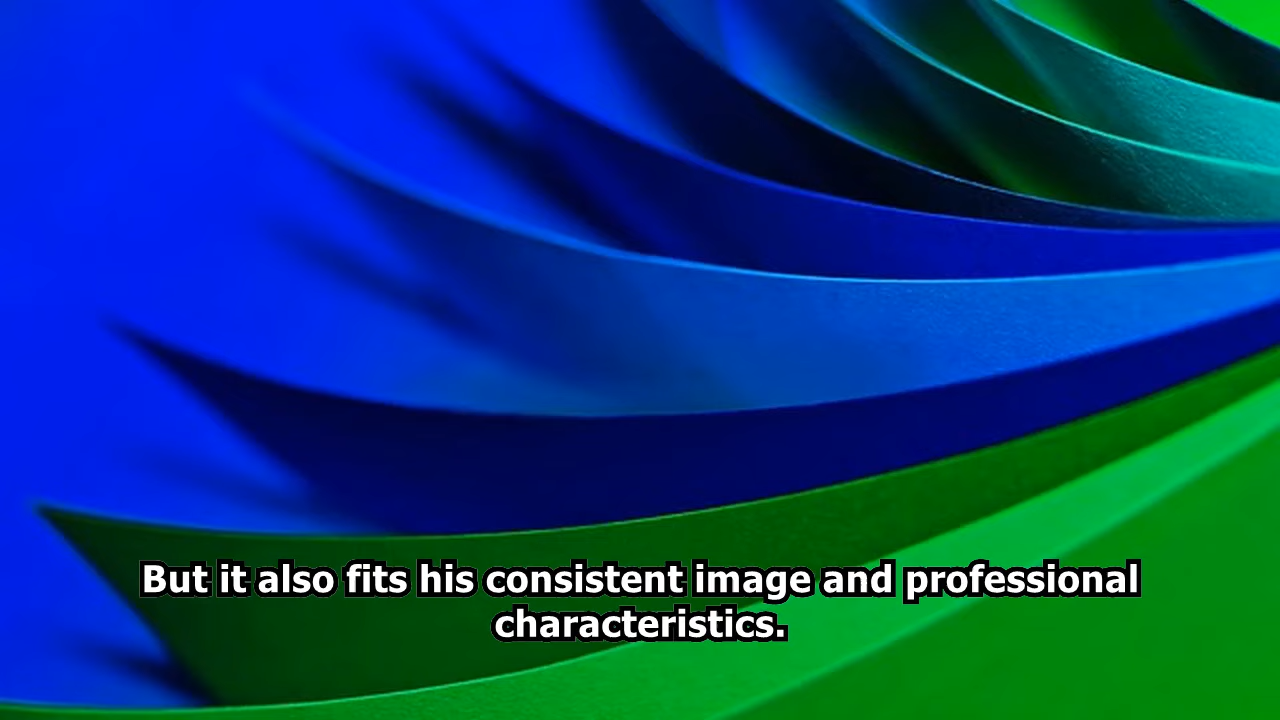 But it also fits his consistent image and professional
characteristics.